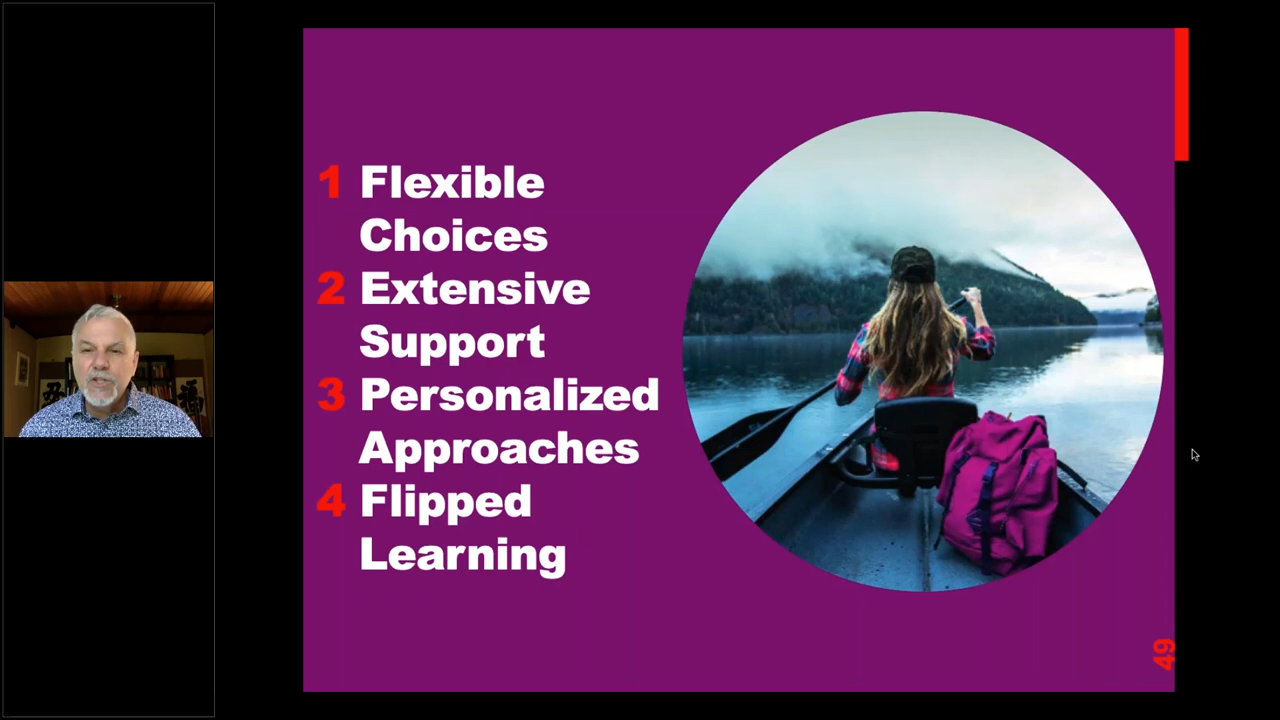 1 Flexible
Choices
2 Extensive
Support
3 Personalized
Approaches
4 Flipped
Learning
49